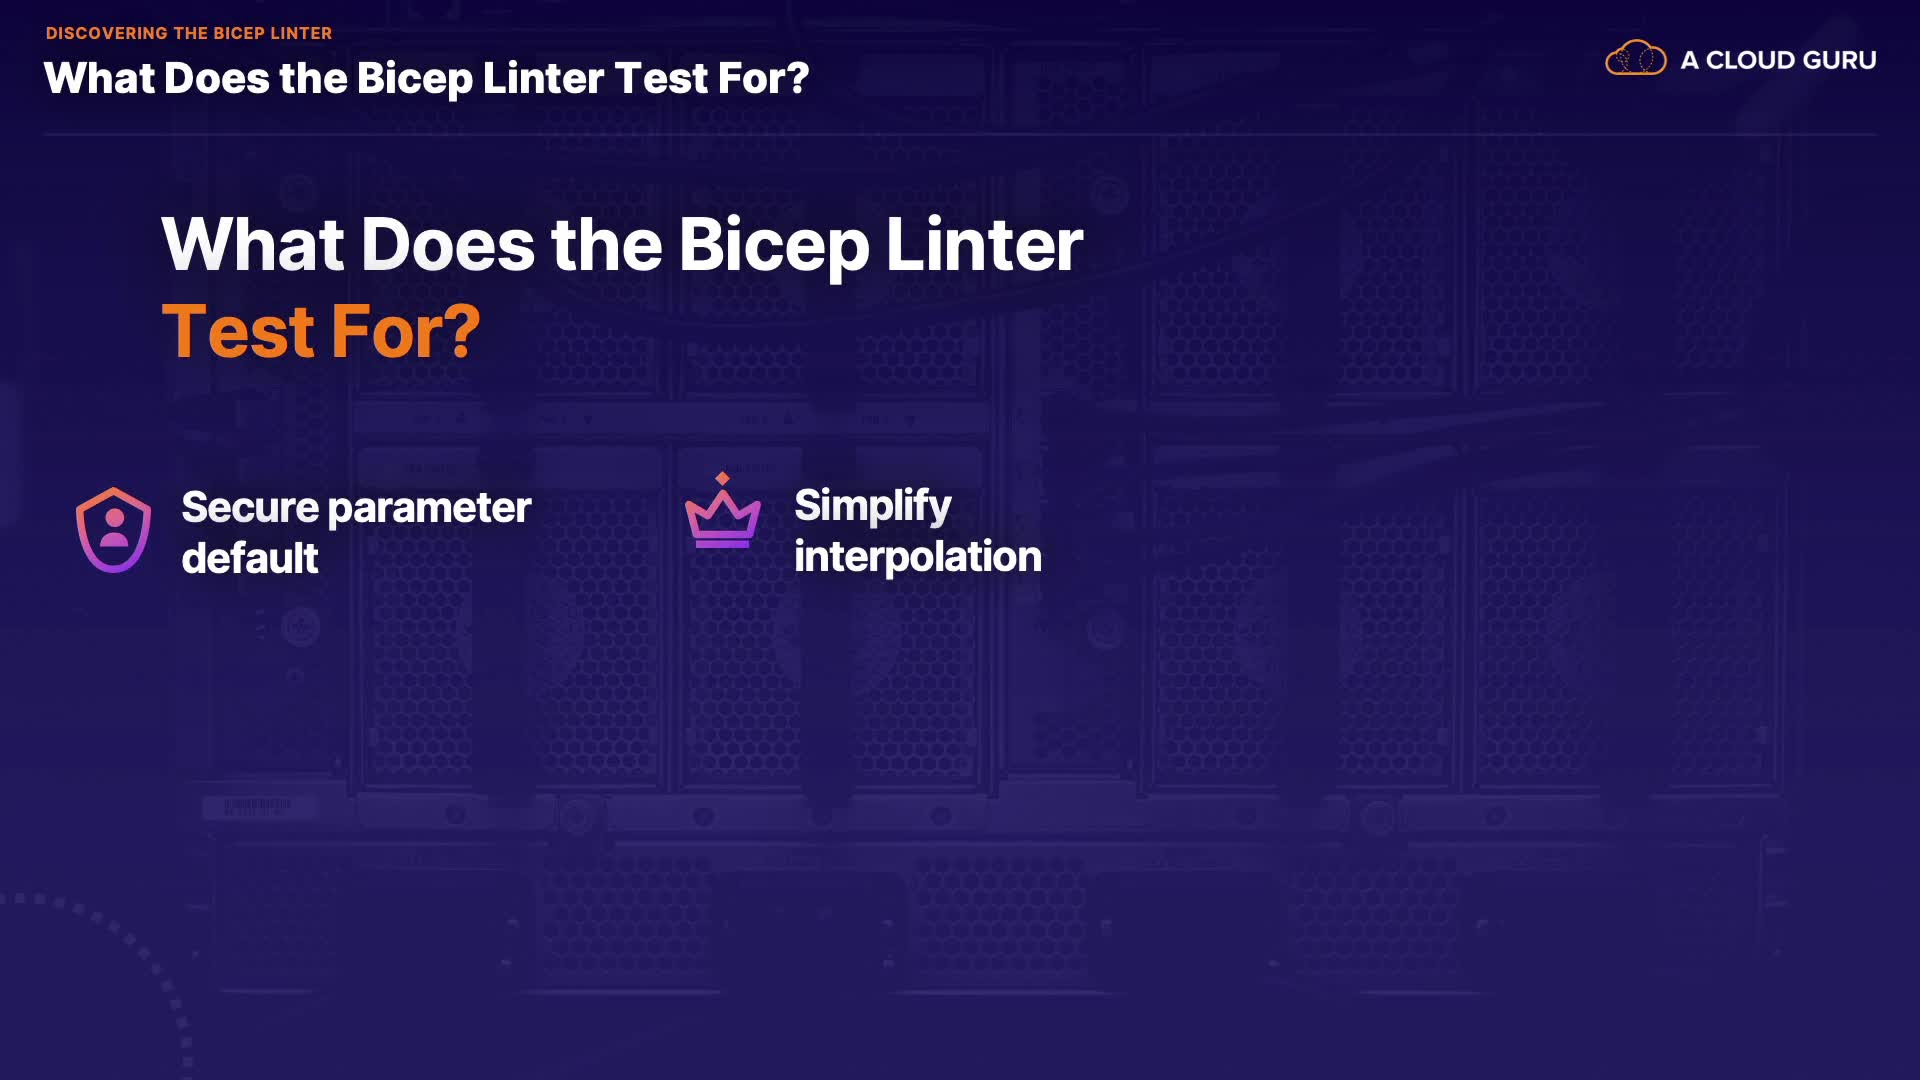 DISCOVERING THE BICEP LINTER
What Does the Bicep Linter Test For?
A CLOUD GURU
What Does the Bicep Linter
Test For?
Secure parameter
default
Simplify
interpolation